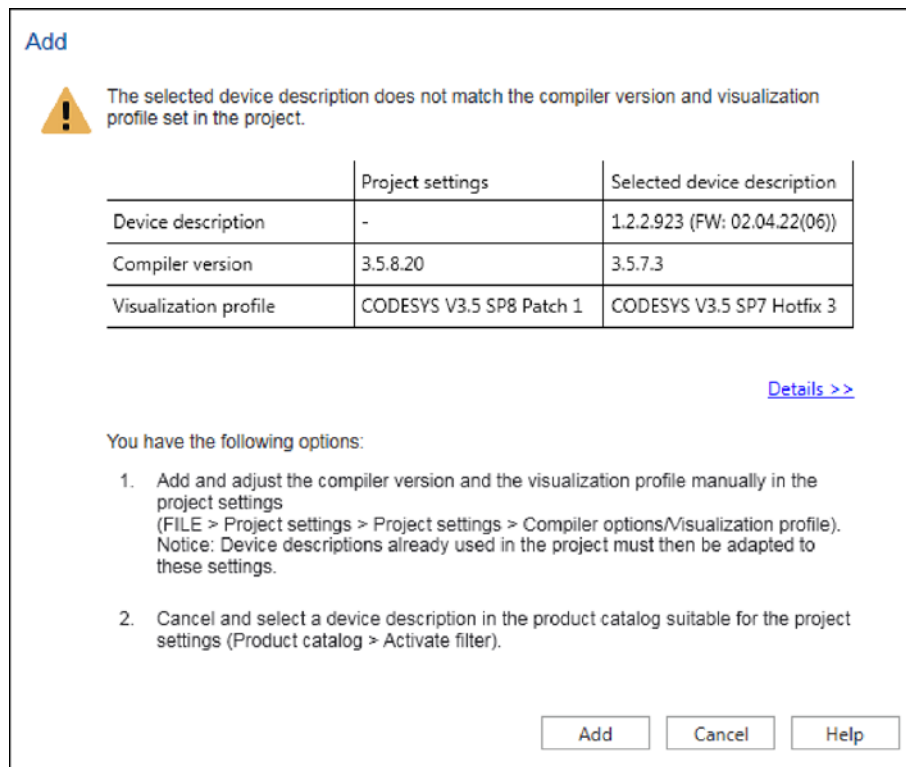 Add
The selected device description does not match the compiler version and visualization
profile set in the project.
Project settings Selected device description
Device description - 1.2.2.923 (FW: 02.04.22(06))
Compiler version 3.5.8.20 3.5.7.3
Visualization profile CODESYS V3.5 SP8 Patch 1 CODESYS V3.5 SP7 Hotfix 3
Details >>
You have the following options:
1. Add and adjust the compiler version and the visualization profile manually in the
project settings
(FILE > Project settings > Project settings > Compiler options/Visualization profile).
Notice: Device descriptions already used in the project must then be adapted to
these settings.
2. Cancel and select a device description in the product catalog suitable for the project
settings (Product catalog > Activate filter).
Add Cancel Help